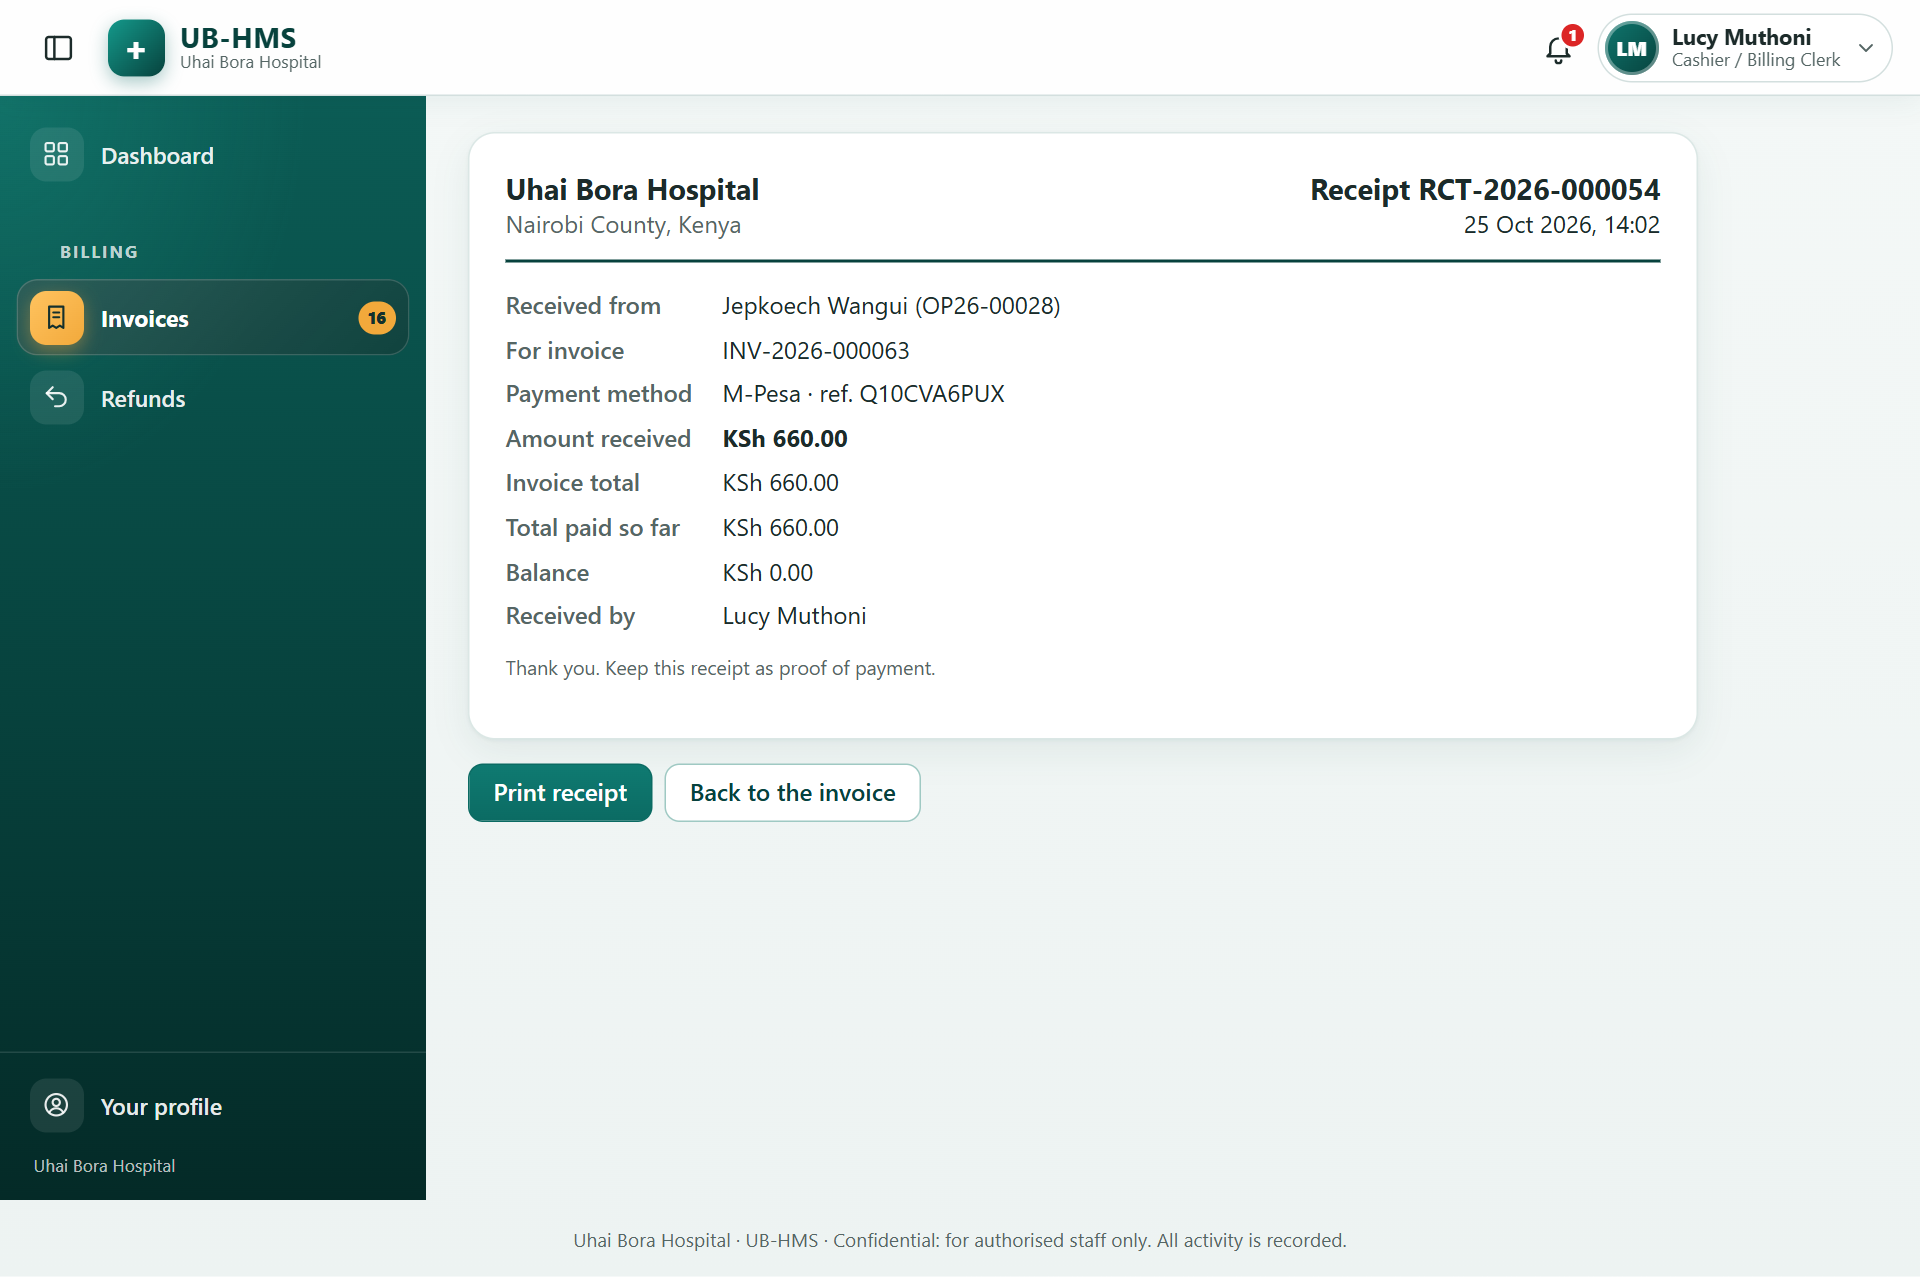 UB-HMS
Uhai Bora Hospital
1
LM
Lucy Muthoni
Cashier / Billing Clerk
Dashboard
BILLING
Invoices
16
Refunds
Your profile
Uhai Bora Hospital
Uhai Bora Hospital
Nairobi County, Kenya
Receipt RCT-2026-000054
25 Oct 2026, 14:02
Received from Jepkoech Wangui (OP26-00028)
For invoice INV-2026-000063
Payment method M-Pesa · ref. Q10CVA6PUX
Amount received KSh 660.00
Invoice total KSh 660.00
Total paid so far KSh 660.00
Balance KSh 0.00
Received by Lucy Muthoni
Thank you. Keep this receipt as proof of payment.
Print receipt
Back to the invoice
Uhai Bora Hospital · UB-HMS · Confidential: for authorised staff only. All activity is recorded.